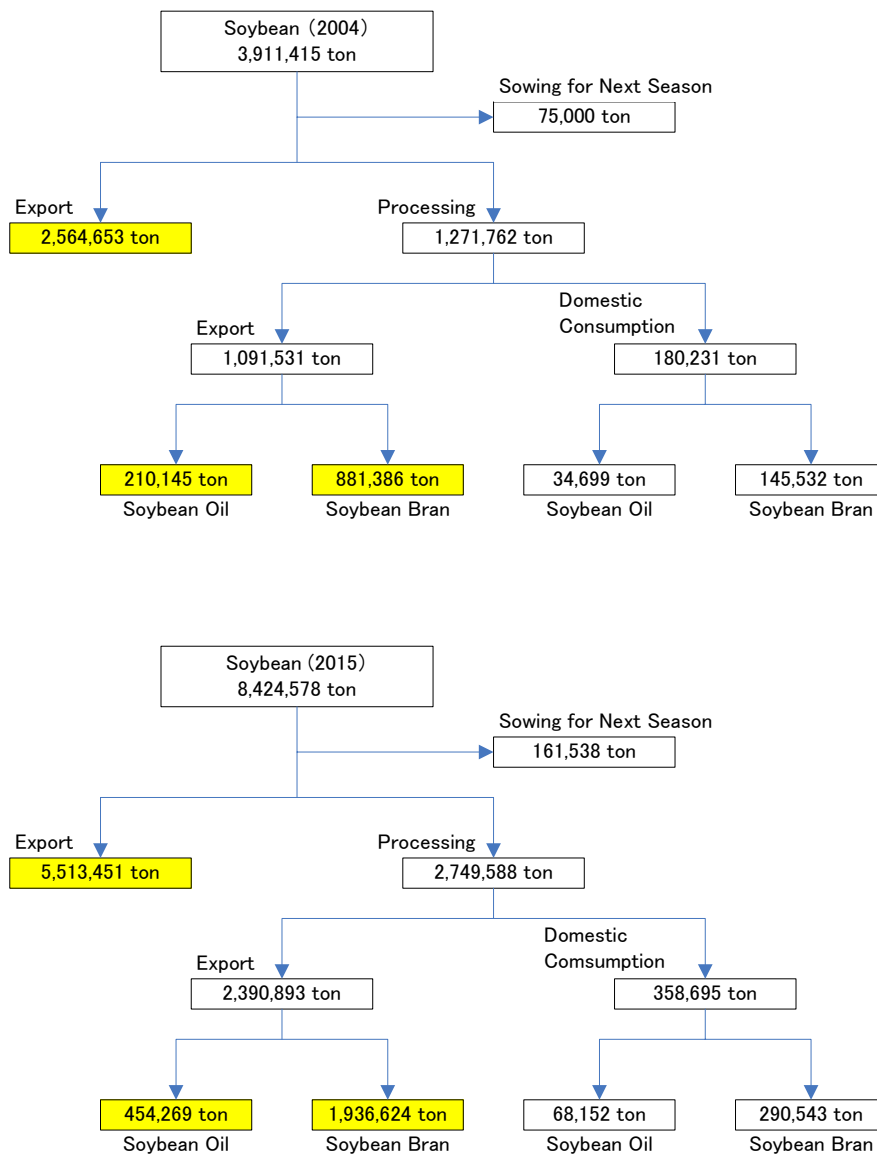 Soybean (2004)
3,911,415 ton
Sowing for Next Season
75,000 ton
Export
Processing
2,564,653 ton
1,271,762 ton
Domestic
Consumption
Export
1,091,531 ton
180,231 ton
210,145 ton
881,386 ton
34,699 ton
145,532 ton
Soybean Oil
Soybean Bran
Soybean Oil
Soybean Bran
Soybean (2015)
8,424,578 ton
Sowing for Next Season
161,538 ton
Export
Processing
5,513,451 ton
2,749,588 ton
Domestic
Comsumption
Export
2,390,893 ton
358,695 ton
454,269 ton
1,936,624 ton
68,152 ton
290,543 ton
Soybean Oil
Soybean Bran
Soybean Oil
Soybean Bran